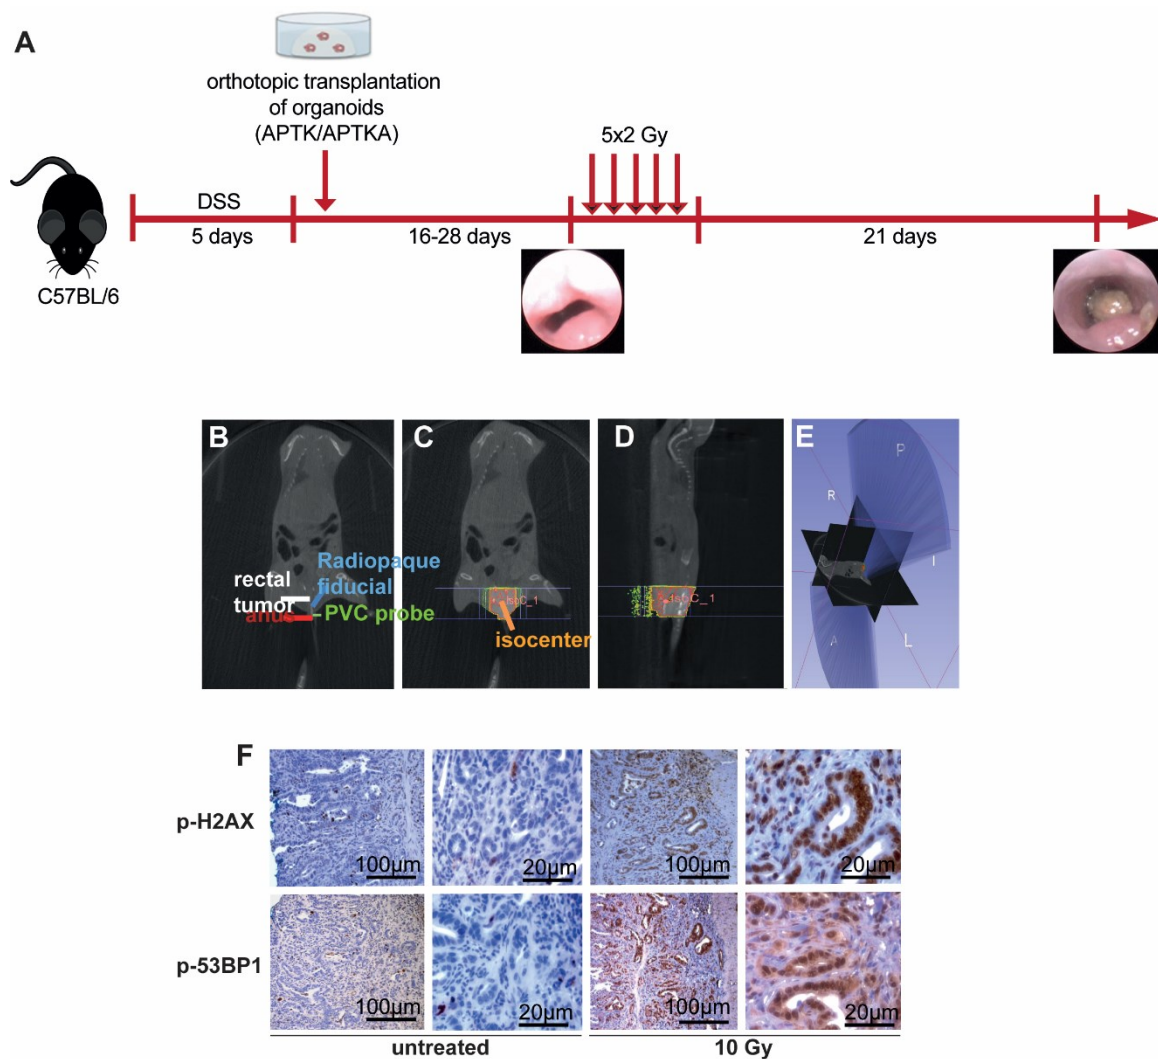 A
orthotopic transplantation
of organoids
(APTK/APTKA)
5x2 Gy
DSS
5 days
16-28 days
21 days
C57BL/6
B
C
D
E
rectal
tumor
anus
Radiopaque
fiducial
PVC probe
isocenter
P
R
I
A
L
F
p-H2AX
100µm
20µm
100µm
20µm
p-53BP1
100µm
20µm
100µm
20µm
untreated
10 Gy